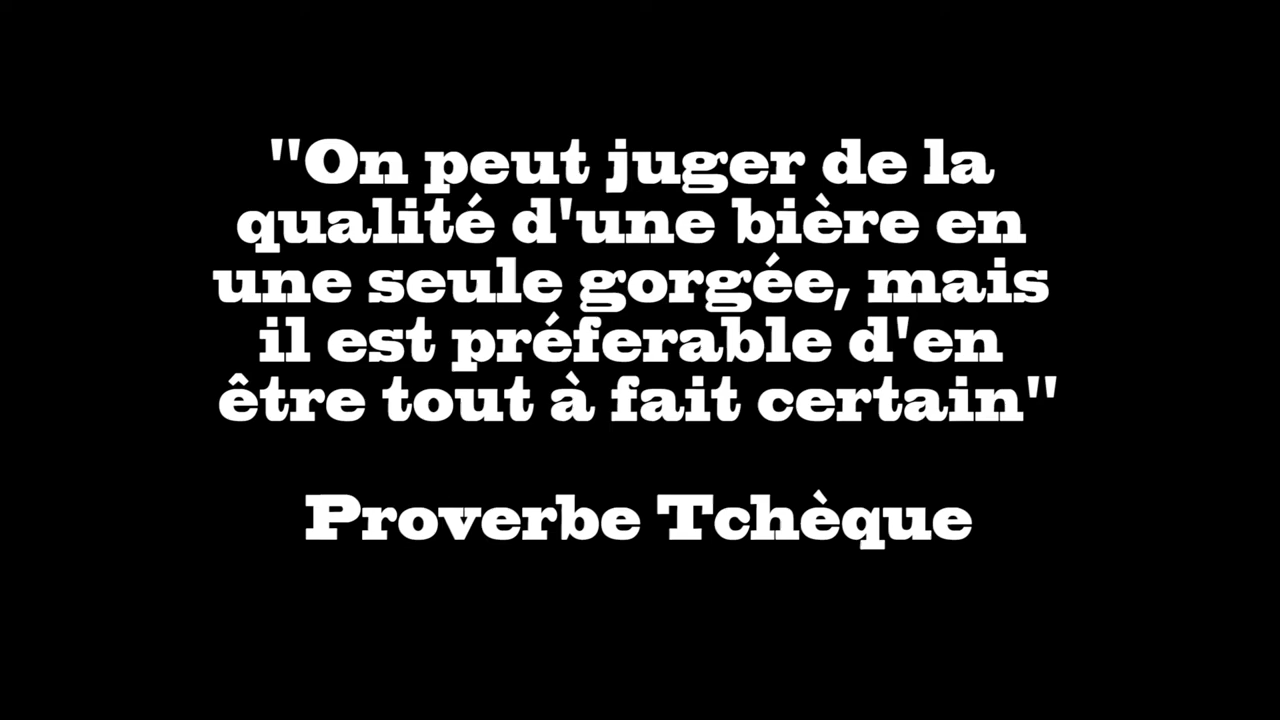 "On peut juger de la
qualité d'une bière en
une seule gorgée, mais
il est préferable d'en
être tout à fait certain"
Proverbe Tchèque